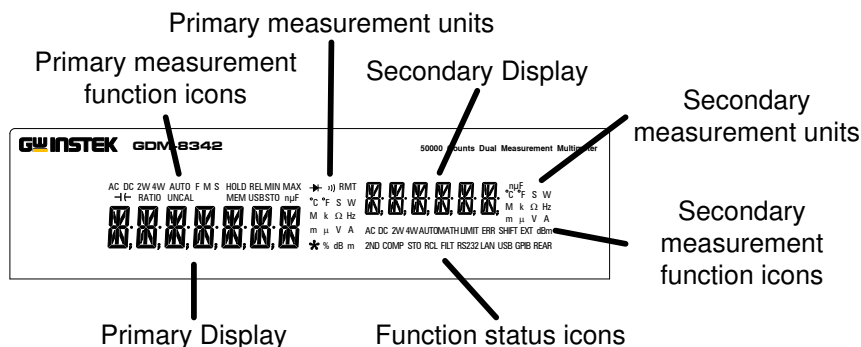 Primary measurement units
Primary measurement
function icons
Secondary Display
Secondary
measurement units
GW INSTEK GDM-8342
50000 Counts Dual Measurement Multimeter
AC DC 2W 4W AUTO F M S HOLD REL MIN MAX
RATIO UNCAL MEM USB STO nµF
RMT
°C °F S W
M k Ω Hz
m µ V A
% dB m
nµF
°C °F S W
M k Ω Hz
m µ V A
AC DC 2W 4W AUTO MATH LIMIT ERR SHIFT EXT dBm
2ND COMP STO RCL FILT RS232 LAN USB GPIB REAR
Secondary
measurement
function icons
Primary Display
Function status icons